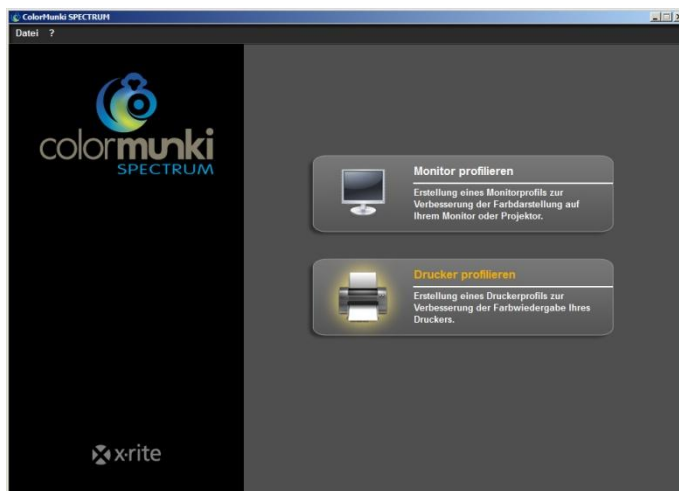 ColorMunki SPECTRUM
Datei ?
colormunki
SPECTRUM
Monitor profilieren
Erstellung eines Monitorprofils zur
Verbesserung der Farbdarstellung auf
Ihrem Monitor oder Projektor.
Drucker profilieren
Erstellung eines Druckerprofils zur
Verbesserung der Farbwiedergabe Ihres
Druckers.
x·rite